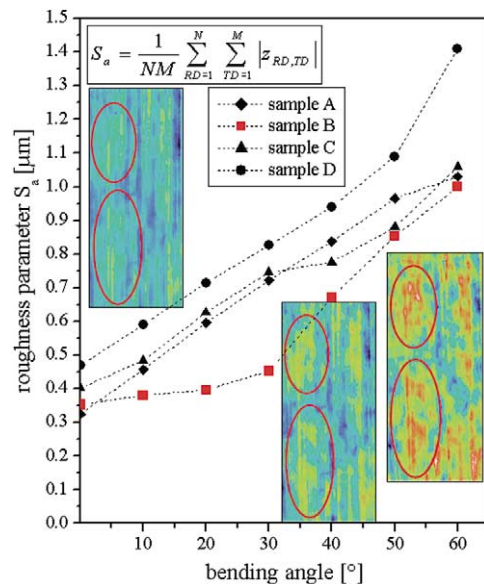 1.5
1.4
1.3
1.2
1.1
1.0
0.9
0.8
0.7
0.6
0.5
0.4
0.3
0.2
0.1
0.0
roughness parameter Sₐ [µm]
Sₐ = 1/NM ∑_{RD=1}^{N} ∑_{TD=1}^{M} |z_{RD,TD}|
sample A
sample B
sample C
sample D
10 20 30 40 50 60
bending angle [°]